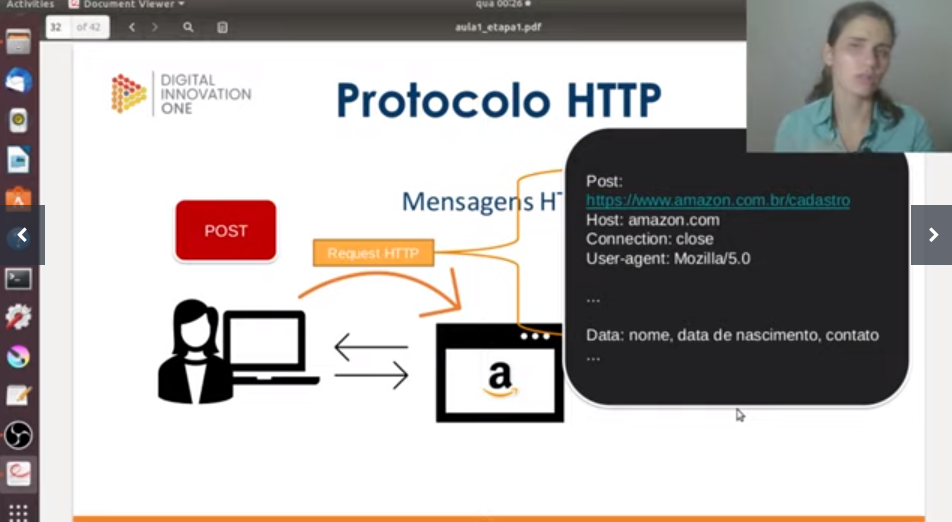 Activities Document Viewer qua 00:26
32 of 42 aula1_etapa1.pdf
DIGITAL
INNOVATION
ONE
Protocolo HTTP
Mensagens HT
POST
Request HTTP
a
Post:
https://www.amazon.com.br/cadastro
Host: amazon.com
Connection: close
User-agent: Mozilla/5.0
...
Data: nome, data de nascimento, contato
...